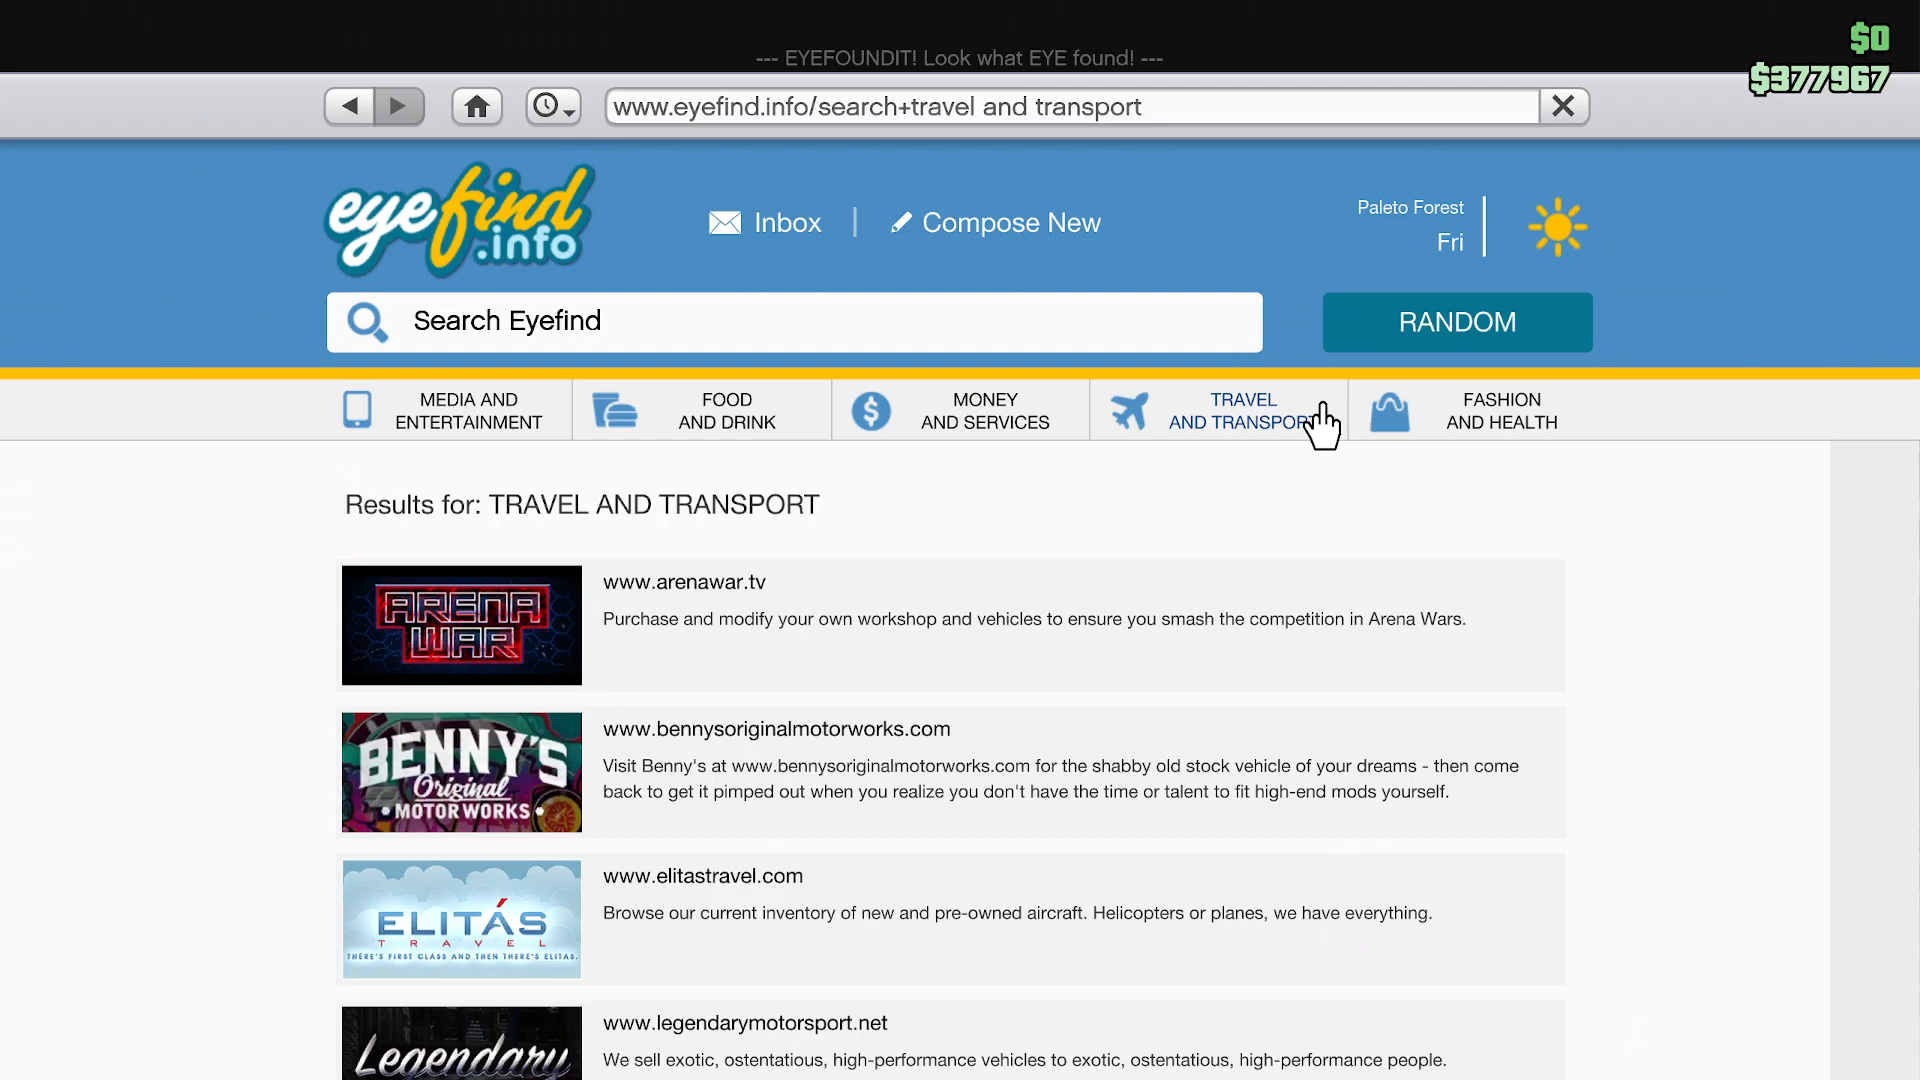 $0
--- EYEFOUNDIT! Look what EYE found! ---
$377967
www.eyefind.info/search+travel and transport
eyefind
.info
Inbox
Compose New
Paleto Forest
Fri
Search Eyefind
RANDOM
MEDIA AND
ENTERTAINMENT
FOOD
AND DRINK
MONEY
AND SERVICES
TRAVEL
AND TRANSPORT
FASHION
AND HEALTH
Results for: TRAVEL AND TRANSPORT
ARENA
WAR
www.arenawar.tv
Purchase and modify your own workshop and vehicles to ensure you smash the competition in Arena Wars.
BENNY'S
Original
MOTOR WORKS
www.bennysoriginalmotorworks.com
Visit Benny's at www.bennysoriginalmotorworks.com for the shabby old stock vehicle of your dreams - then come
back to get it pimped out when you realize you don't have the time or talent to fit high-end mods yourself.
ELITÁS
TRAVEL
THERE'S FIRST CLASS AND THEN THERE'S ELITAS.
www.elitastravel.com
Browse our current inventory of new and pre-owned aircraft. Helicopters or planes, we have everything.
Legendary
www.legendarymotorsport.net
We sell exotic, ostentatious, high-performance vehicles to exotic, ostentatious, high-performance people.